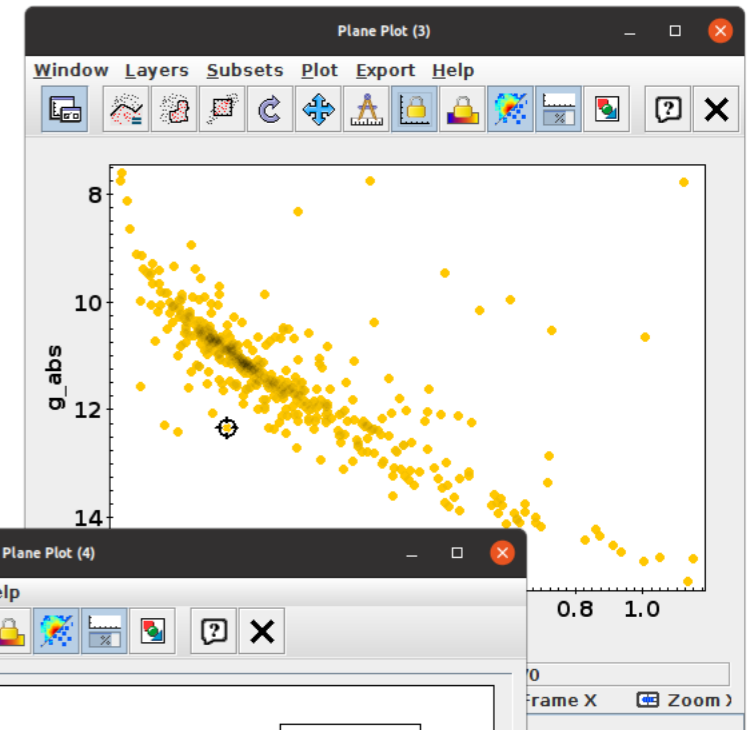 Plane Plot (3)
Window Layers Subsets Plot Export Help
8
10
g_abs
12
14
Plane Plot (4)
elp
0.8 1.0
Frame X Zoom